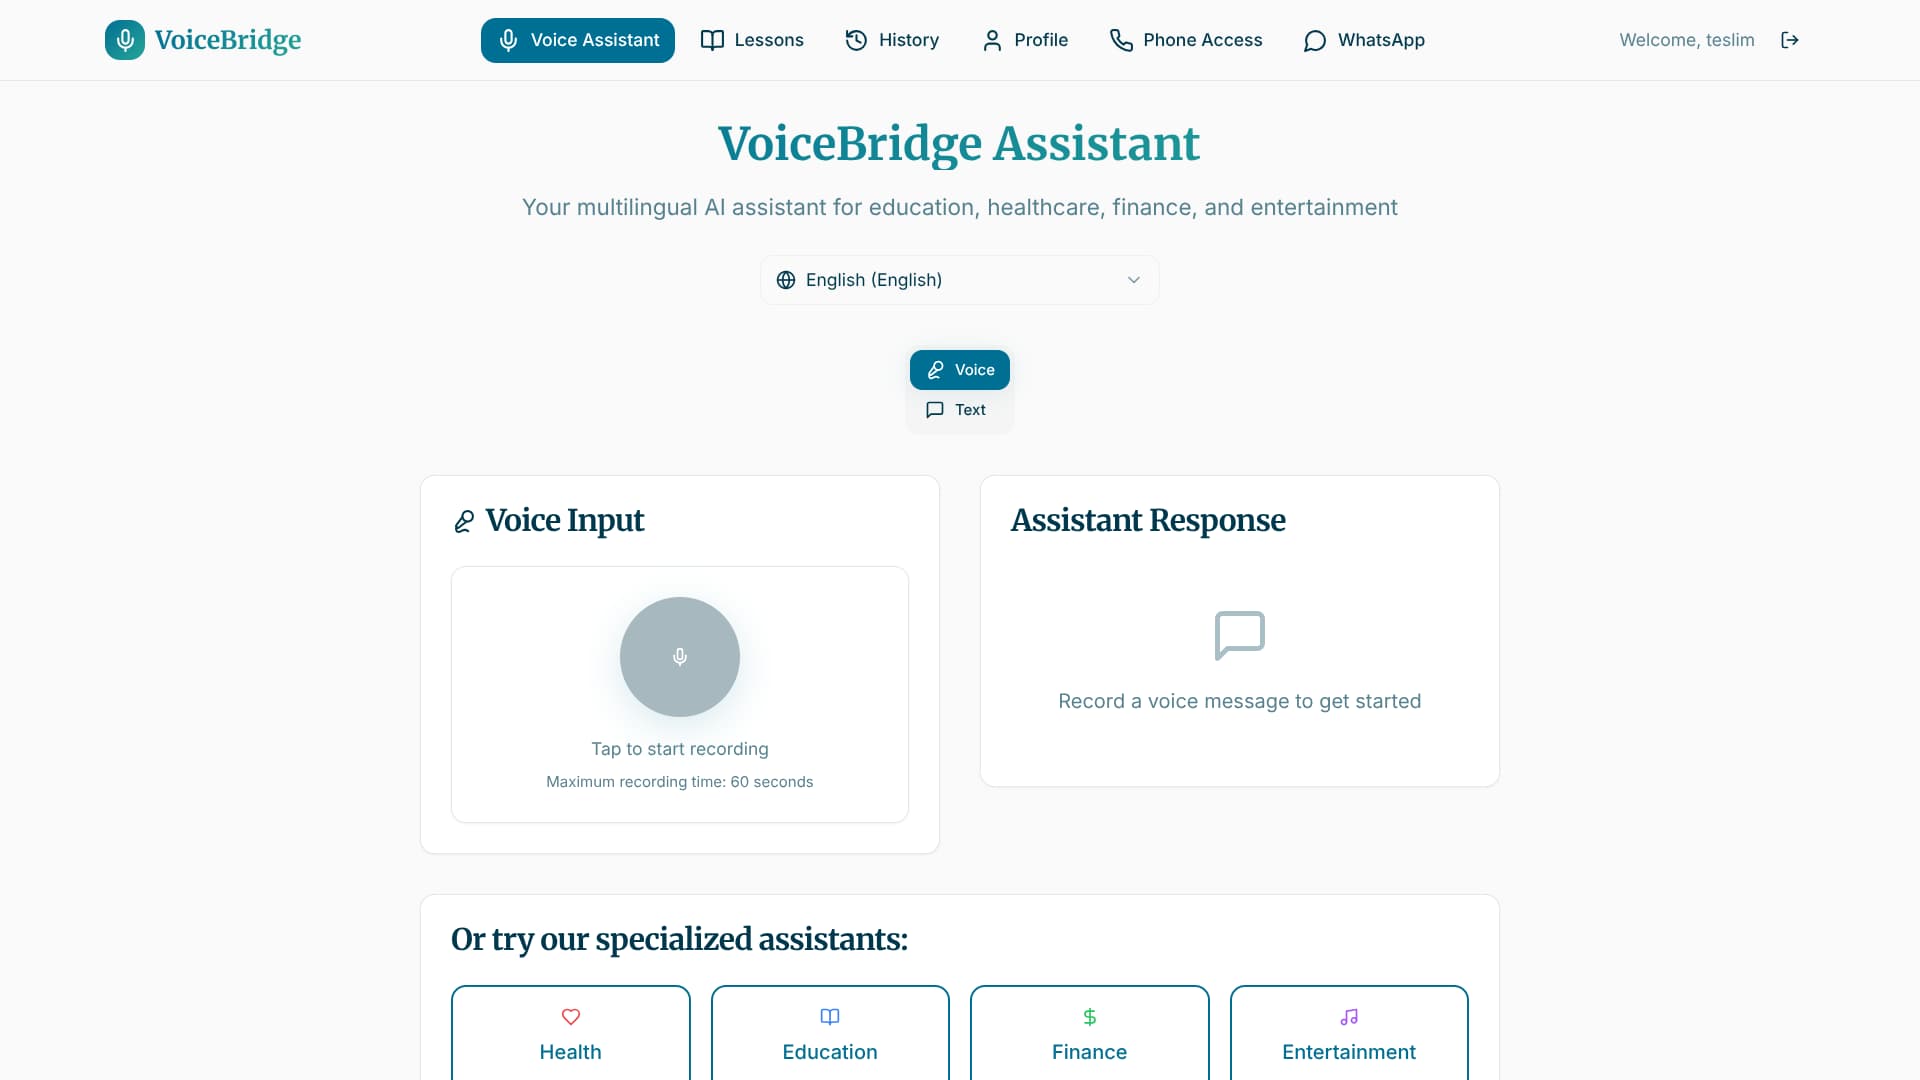 VoiceBridge
Voice Assistant
Lessons
History
Profile
Phone Access
WhatsApp
Welcome, teslim
VoiceBridge Assistant
Your multilingual AI assistant for education, healthcare, finance, and entertainment
English (English)
Voice
Text
Voice Input
Tap to start recording
Maximum recording time: 60 seconds
Assistant Response
Record a voice message to get started
Or try our specialized assistants:
Health
Education
Finance
Entertainment